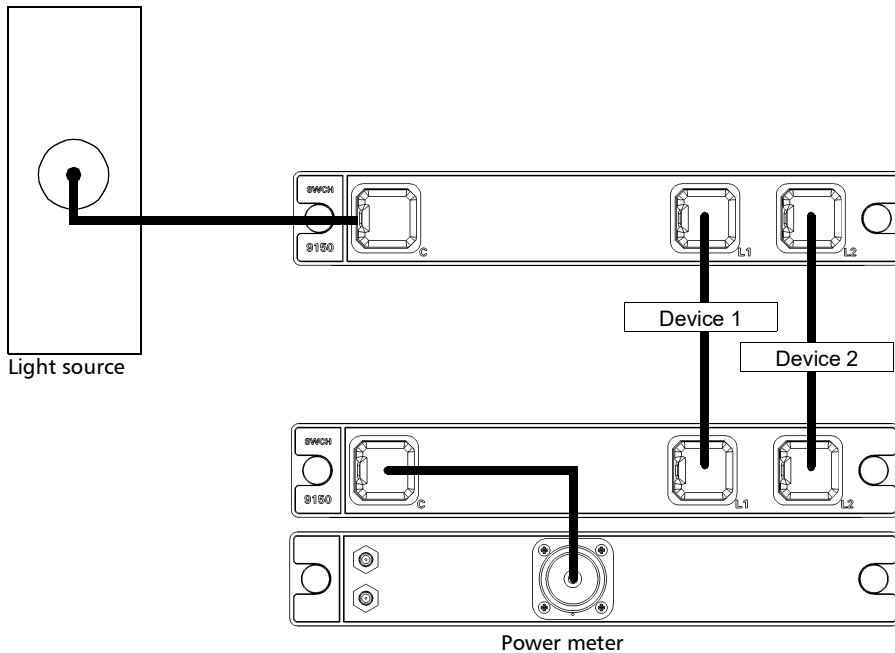 SWCH
9150
C
L1
L2
Device 1
Device 2
Light source
SWCH
9150
C
L1
L2
Power meter